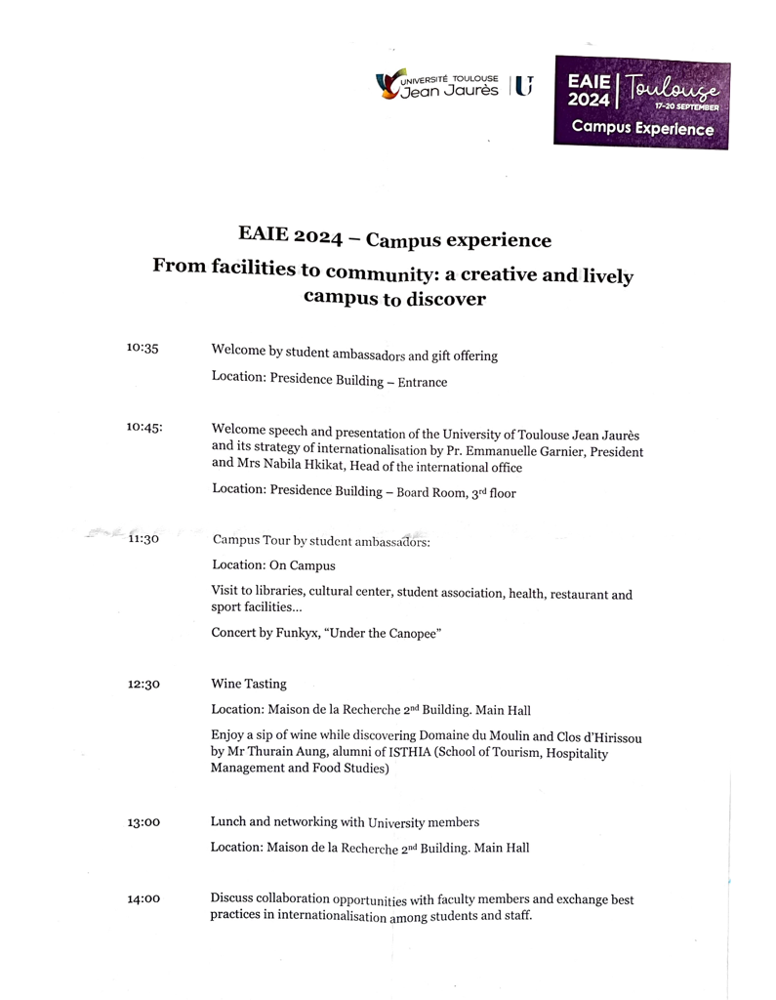 UNIVERSITÉ TOULOUSE
Jean Jaurès
U
EAIE
2024
Toulouse
17-20 SEPTEMBER
Campus Experience
EAIE 2024 – Campus experience
From facilities to community: a creative and lively
campus to discover
10:35 Welcome by student ambassadors and gift offering
Location: Presidence Building – Entrance
10:45: Welcome speech and presentation of the University of Toulouse Jean Jaurès
and its strategy of internationalisation by Pr. Emmanuelle Garnier, President
and Mrs Nabila Hkikat, Head of the international office
Location: Presidence Building – Board Room, 3rd floor
11:30 Campus Tour by student ambassadors:
Location: On Campus
Visit to libraries, cultural center, student association, health, restaurant and
sport facilities...
Concert by Funkyx, “Under the Canopee”
12:30 Wine Tasting
Location: Maison de la Recherche 2nd Building. Main Hall
Enjoy a sip of wine while discovering Domaine du Moulin and Clos d’Hirissou
by Mr Thurain Aung, alumni of ISTHIA (School of Tourism, Hospitality
Management and Food Studies)
13:00 Lunch and networking with University members
Location: Maison de la Recherche 2nd Building. Main Hall
14:00 Discuss collaboration opportunities with faculty members and exchange best
practices in internationalisation among students and staff.